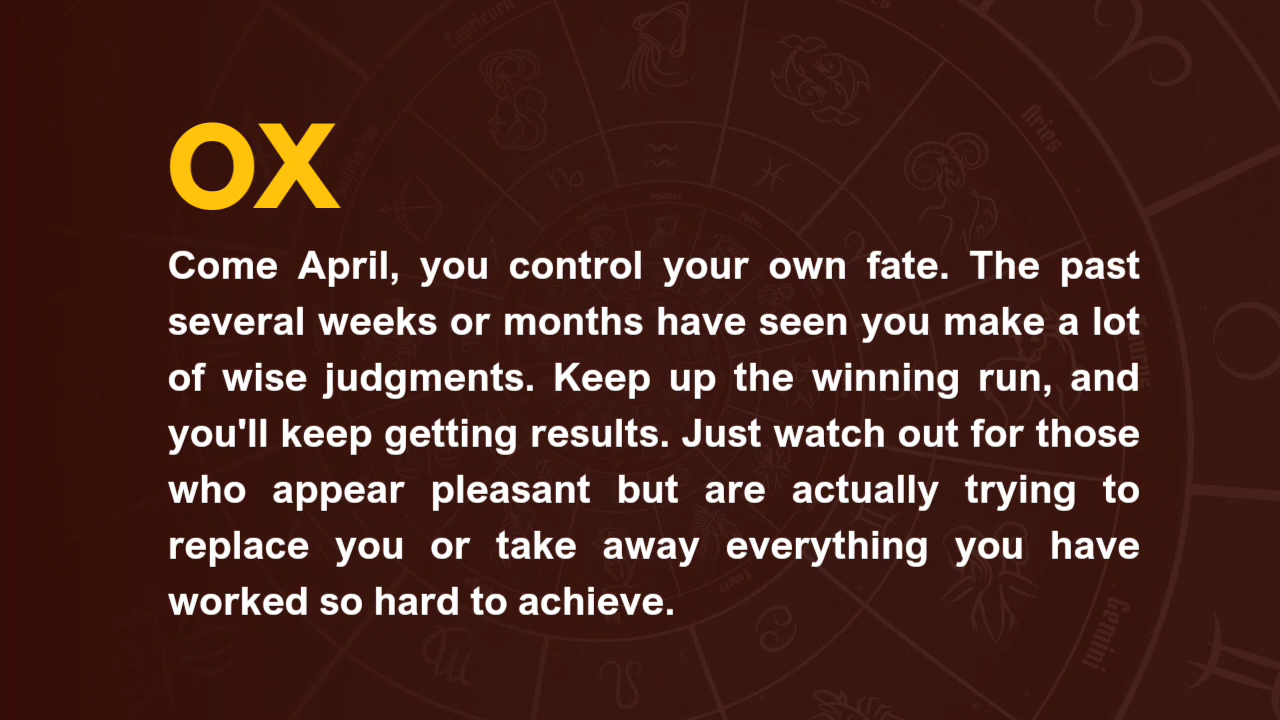 OX
Come April, you control your own fate. The past
several weeks or months have seen you make a lot
of wise judgments. Keep up the winning run, and
you'll keep getting results. Just watch out for those
who appear pleasant but are actually trying to
replace you or take away everything you have
worked so hard to achieve.
Capricorn
Aries
Gemini